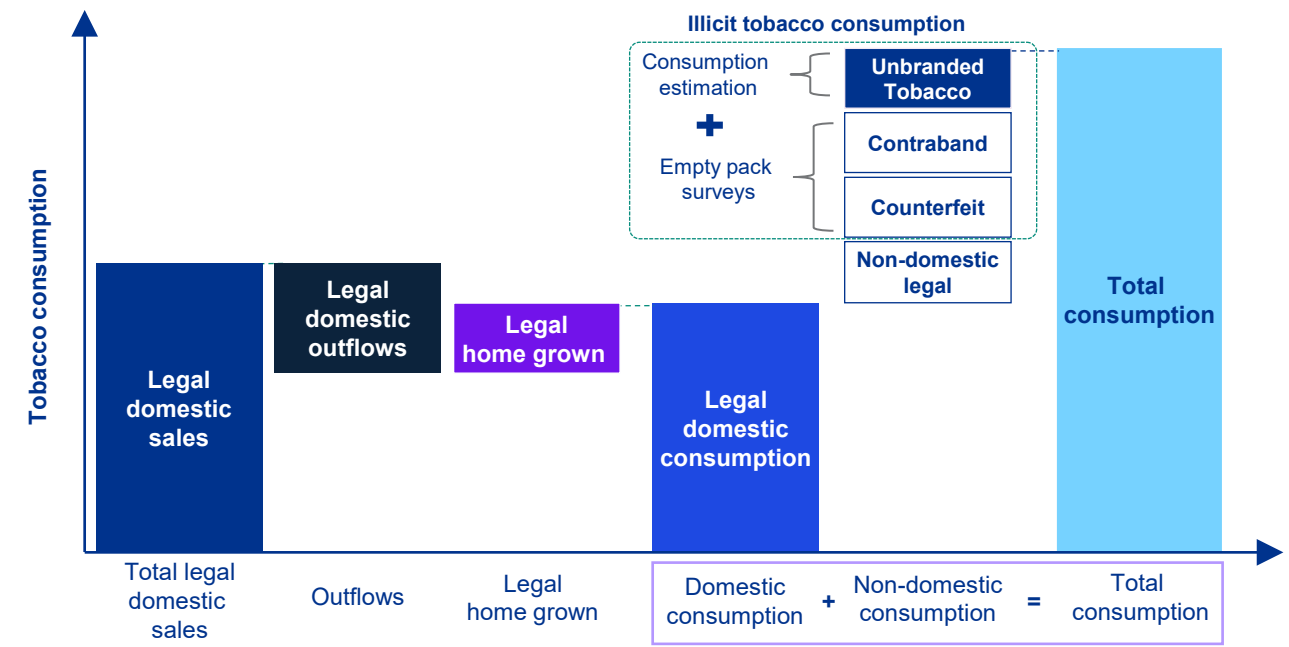 Illicit tobacco consumption
Consumption
estimation
+
Empty pack
surveys
Unbranded
Tobacco
Contraband
Counterfeit
Non-domestic
legal
Tobacco consumption
Legal
domestic
sales
Legal
domestic
outflows
Legal
home grown
Legal
domestic
consumption
Total
consumption
Total legal
domestic
sales
Outflows
Legal
home grown
Domestic
consumption
+
Non-domestic
consumption
=
Total
consumption